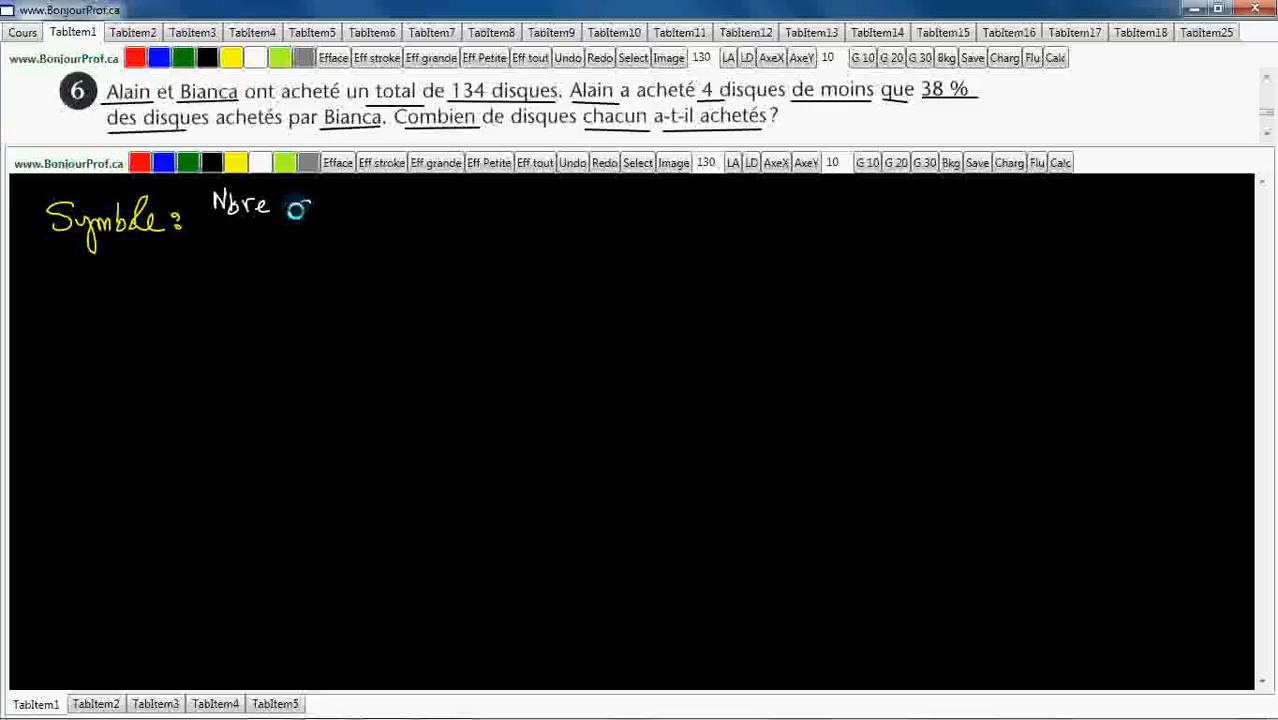 www.BonjourProf.ca
Cours TabItem1 TabItem2 TabItem3 TabItem4 TabItem5 TabItem6 TabItem7 TabItem8 TabItem9 TabItem10 TabItem11 TabItem12 TabItem13 TabItem14 TabItem15 TabItem16 TabItem17 TabItem18 TabItem25
www.BonjourProf.ca Efface Eff stroke Eff grande Eff Petite Eff tout Undo Redo Select Image 130 LA LD AxeX AxeY 10 G 10 G 20 G 30 Bkg Save Charg Flu Calc
6 Alain et Bianca ont acheté un total de 134 disques. Alain a acheté 4 disques de moins que 38 %
des disques achetés par Bianca. Combien de disques chacun a-t-il achetés ?
www.BonjourProf.ca Efface Eff stroke Eff grande Eff Petite Eff tout Undo Redo Select Image 130 LA LD AxeX AxeY 10 G 10 G 20 G 30 Bkg Save Charg Flu Calc
Symbole : Nbre
TabItem1 TabItem2 TabItem3 TabItem4 TabItem5